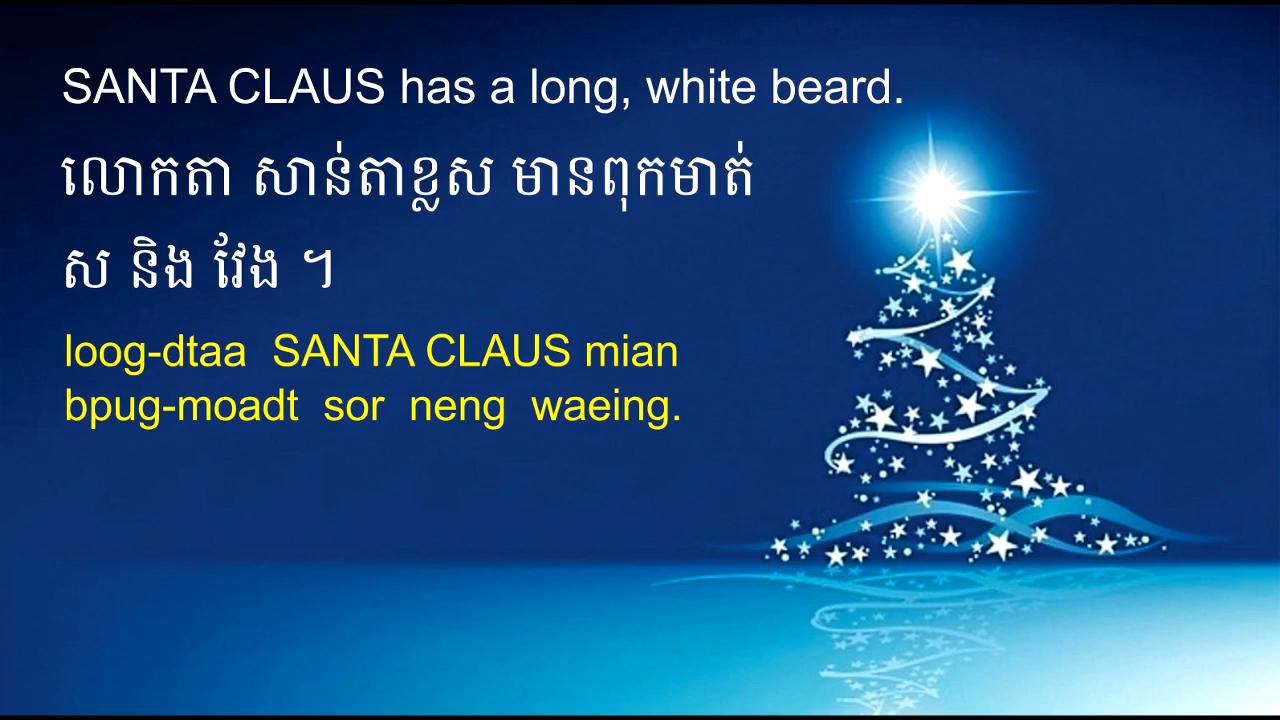 SANTA CLAUS has a long, white beard.
លោកតា សាន់តាខ្លស មានពុកមាត់
ស និង វែង ។
loog-dtaa SANTA CLAUS mian
bpug-moadt sor neng waeing.